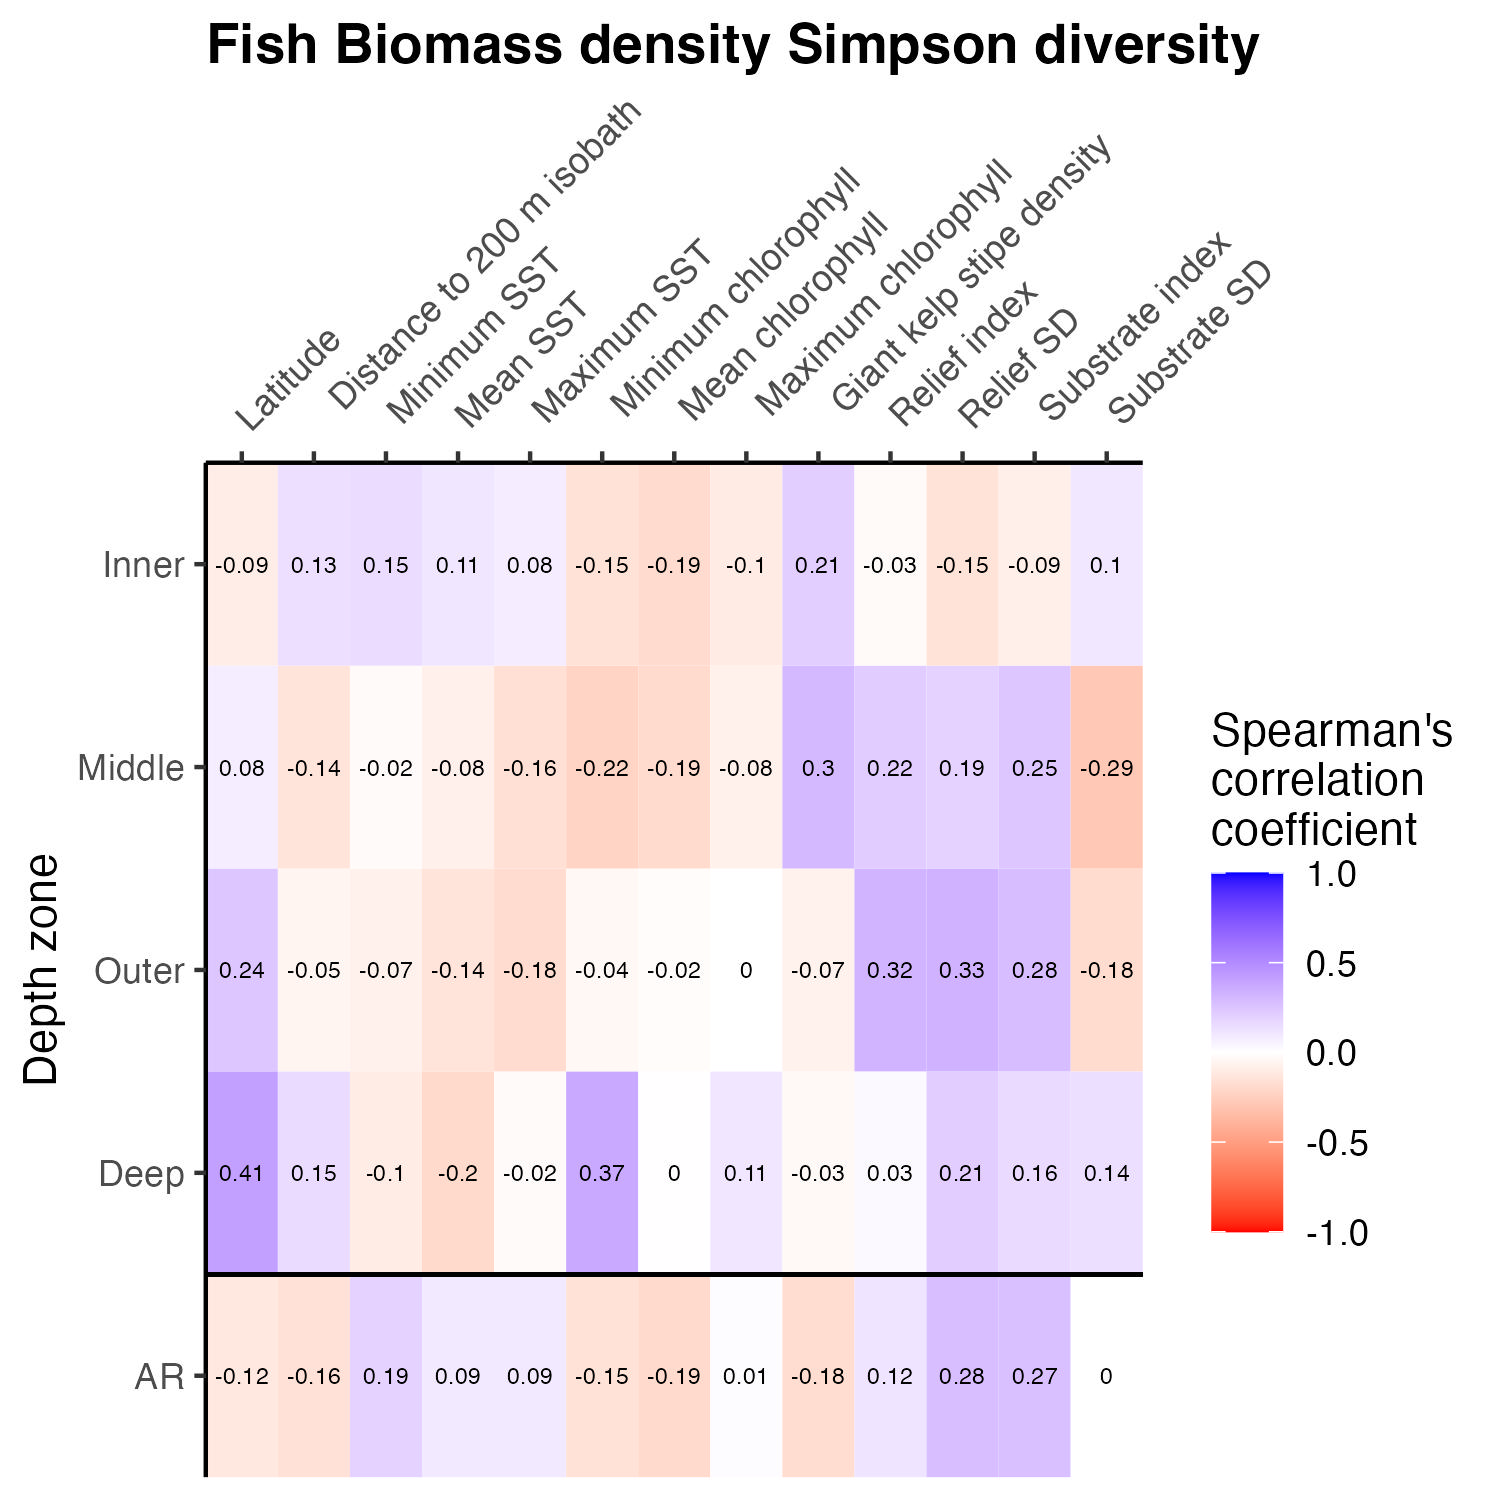 Fish Biomass density Simpson diversity
Latitude
Distance to 200 m isobath
Minimum SST
Mean SST
Maximum SST
Minimum chlorophyll
Mean chlorophyll
Maximum chlorophyll
Giant kelp stipe density
Relief index
Relief SD
Substrate index
Substrate SD
Depth zone
Inner -0.09 0.13 0.15 0.11 0.08 -0.15 -0.19 -0.1 0.21 -0.03 -0.15 -0.09 0.1
Middle 0.08 -0.14 -0.02 -0.08 -0.16 -0.22 -0.19 -0.08 0.3 0.22 0.19 0.25 -0.29
Outer 0.24 -0.05 -0.07 -0.14 -0.18 -0.04 -0.02 0 -0.07 0.32 0.33 0.28 -0.18
Deep 0.41 0.15 -0.1 -0.2 -0.02 0.37 0 0.11 -0.03 0.03 0.21 0.16 0.14
AR -0.12 -0.16 0.19 0.09 0.09 -0.15 -0.19 0.01 -0.18 0.12 0.28 0.27 0
Spearman's
correlation
coefficient
1.0
0.5
0.0
-0.5
-1.0